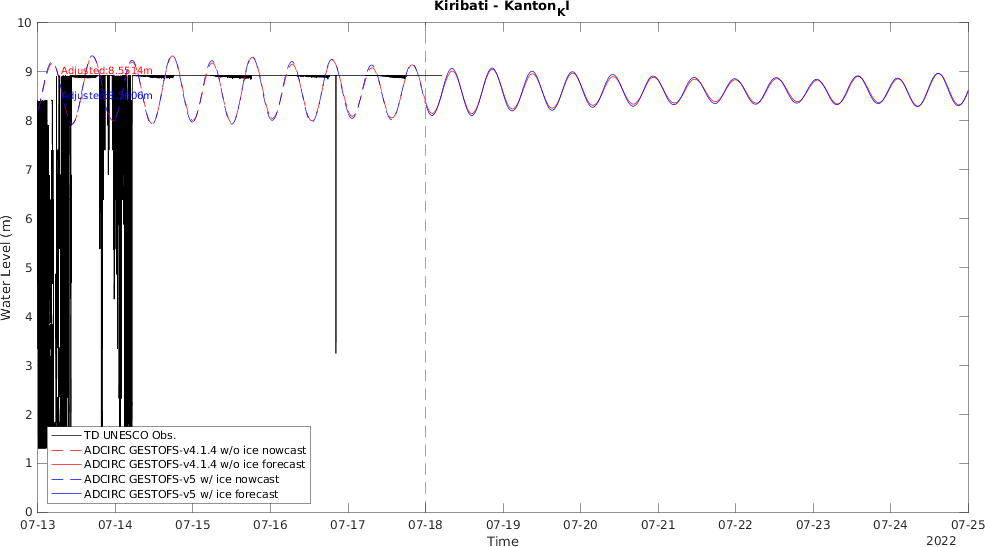 Kiribati - Kanton_KI
10
9
8
7
6
5
4
3
2
1
0
Water Level (m)
Adjusted:8.5514m
TD UNESCO Obs.
ADCIRC GESTOFS-v4.1.4 w/o ice nowcast
ADCIRC GESTOFS-v4.1.4 w/o ice forecast
ADCIRC GESTOFS-v5 w/ ice nowcast
ADCIRC GESTOFS-v5 w/ ice forecast
07-13 07-14 07-15 07-16 07-17 07-18 07-19 07-20 07-21 07-22 07-23 07-24 07-25
Time
2022